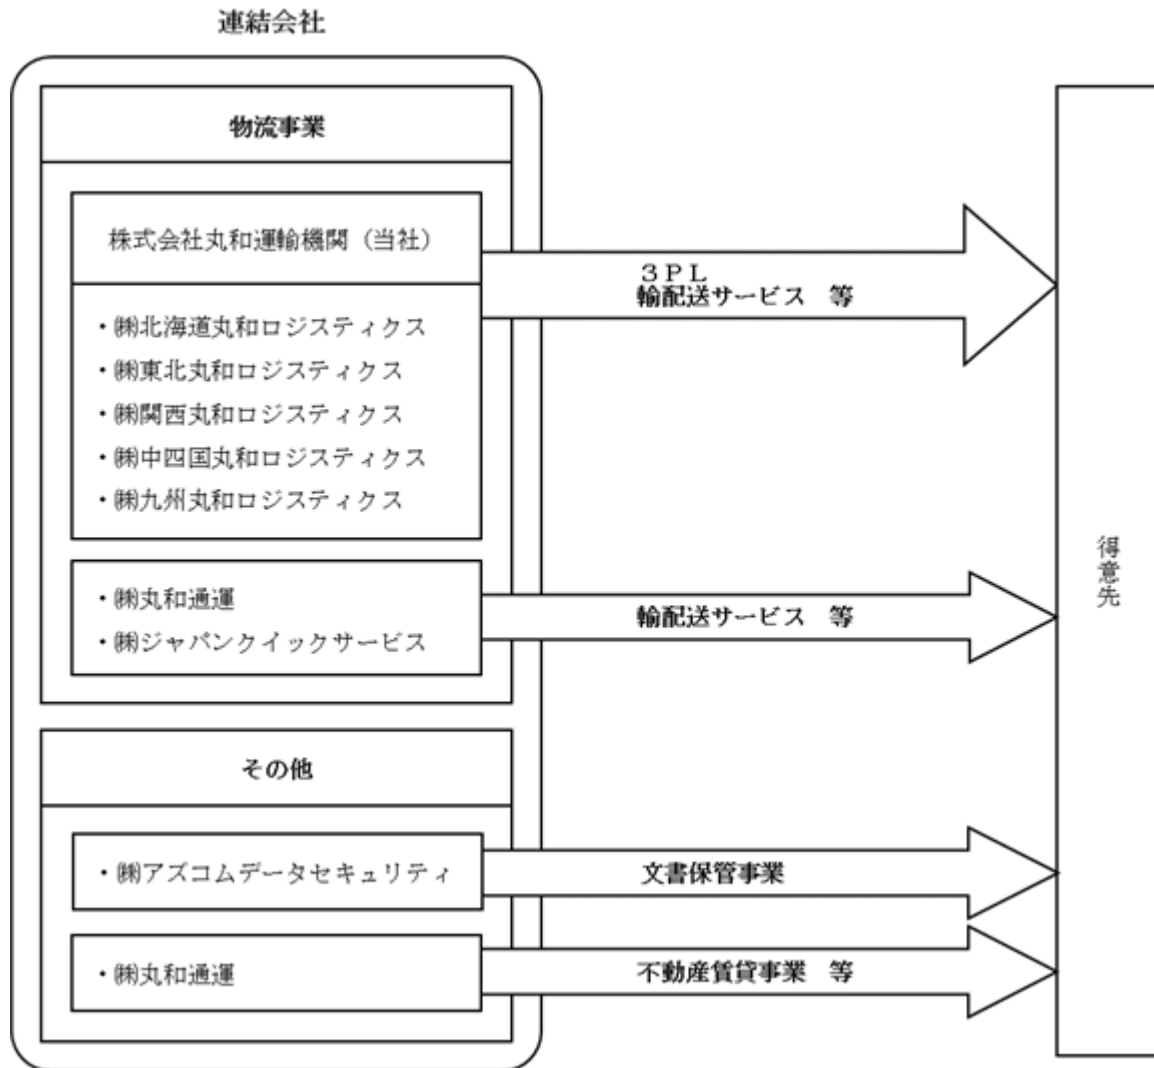 連結会社
物流事業
株式会社丸和運輸機関（当社）
・㈱北海道丸和ロジスティクス
・㈱東北丸和ロジスティクス
・㈱関西丸和ロジスティクス
・㈱中四国丸和ロジスティクス
・㈱九州丸和ロジスティクス
３ＰＬ
輸配送サービス　等
・㈱丸和通運
・㈱ジャパンクイックサービス
輸配送サービス　等
その他
・㈱アズコムデータセキュリティ
文書保管事業
・㈱丸和通運
不動産賃貸事業　等
得意先